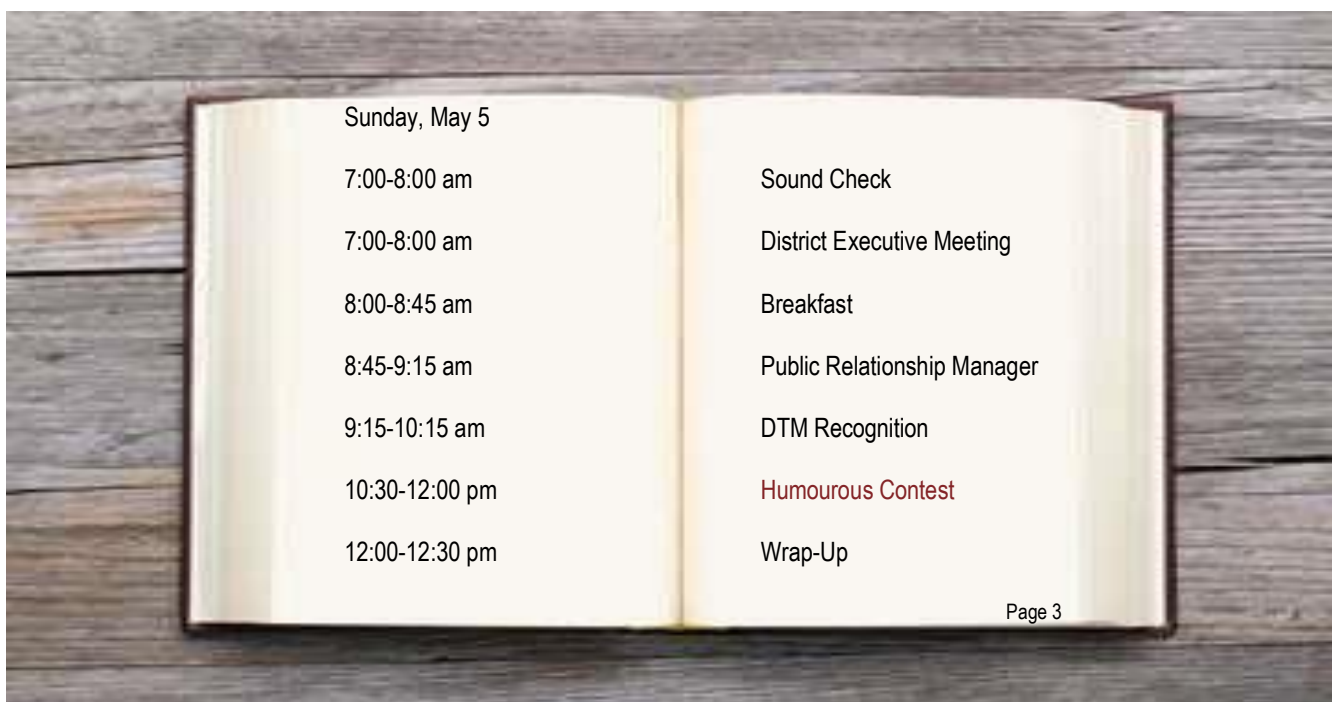 Sunday, May 5
7:00-8:00 am Sound Check
7:00-8:00 am District Executive Meeting
8:00-8:45 am Breakfast
8:45-9:15 am Public Relationship Manager
9:15-10:15 am DTM Recognition
10:30-12:00 pm Humourous Contest
12:00-12:30 pm Wrap-Up
Page 3